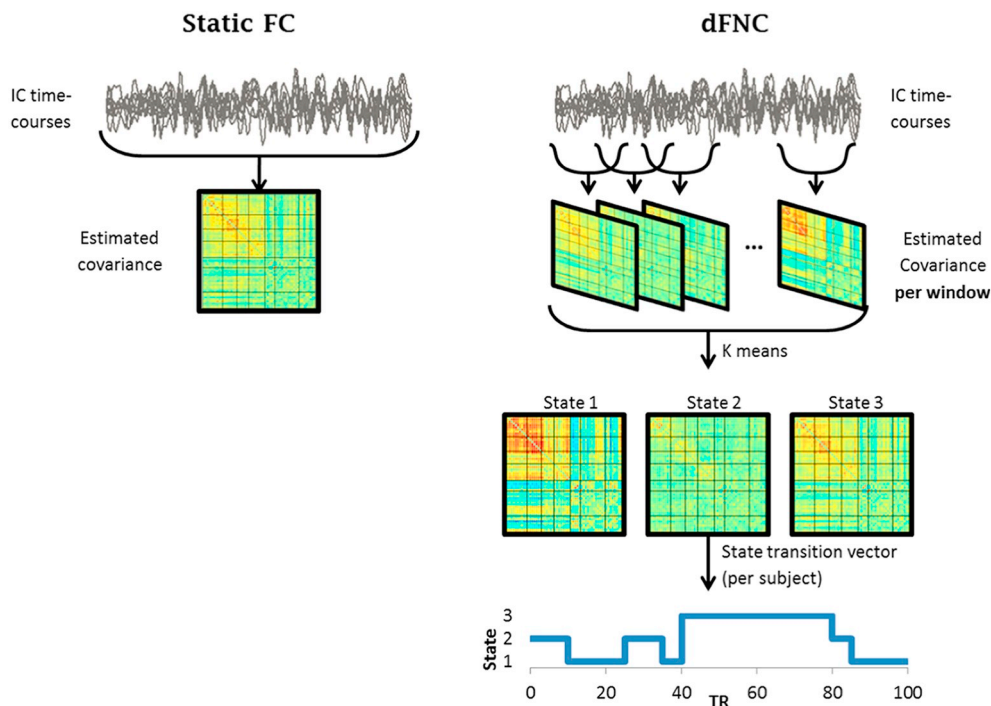 Static FC
IC time-
courses
Estimated
covariance
dFNC
IC time-
courses
...
Estimated
Covariance
per window
K means
State 1
State 2
State 3
State transition vector
(per subject)
State
3
2
1
0
20
40
60
80
100
TR